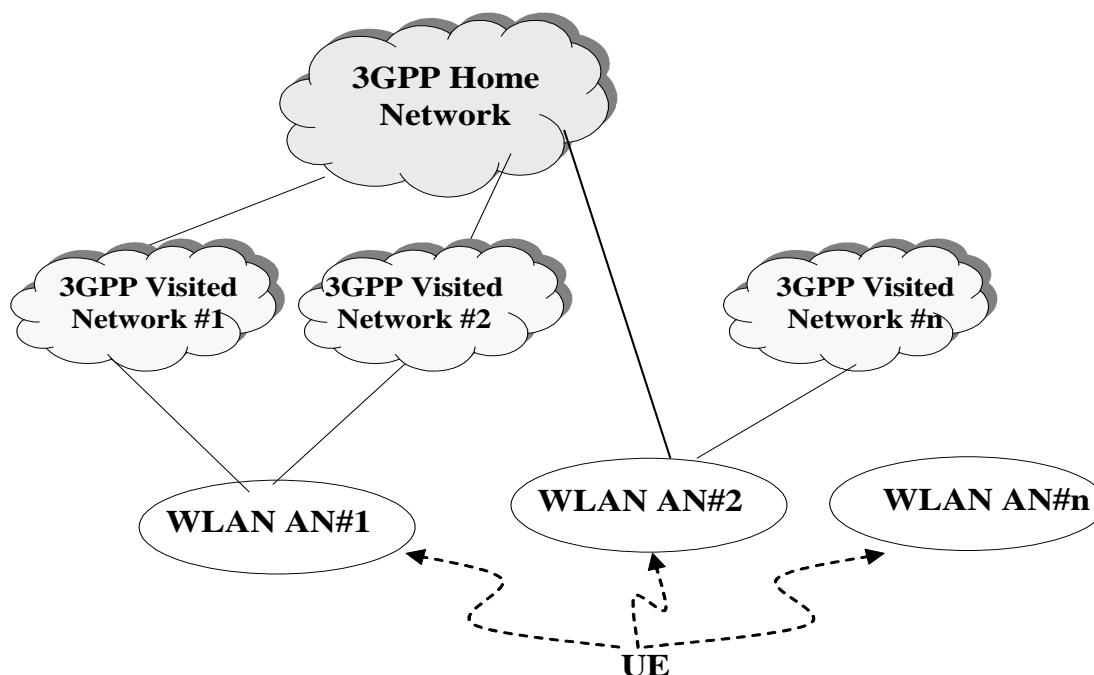 3GPP Home
Network
3GPP Visited
Network #1
3GPP Visited
Network #2
3GPP Visited
Network #n
WLAN AN#1
WLAN AN#2
WLAN AN#n
UE